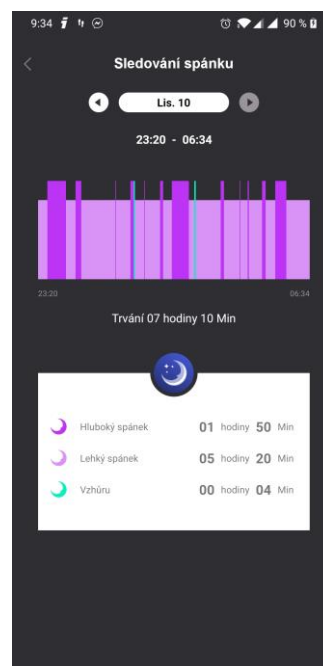 9:34 90 %
Sledování spánku
Lis. 10
23:20 - 06:34
23:20 06:34
Trvání 07 hodiny 10 Min
Hluboký spánek 01 hodiny 50 Min
Lehký spánek 05 hodiny 20 Min
Vzhůru 00 hodiny 04 Min